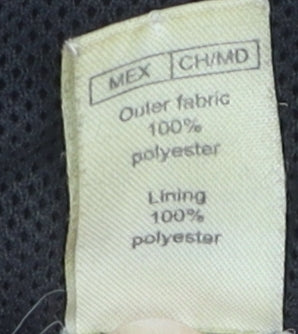 MEX CH/MD
Outer fabric
100%
polyester
Lining
100%
polyester